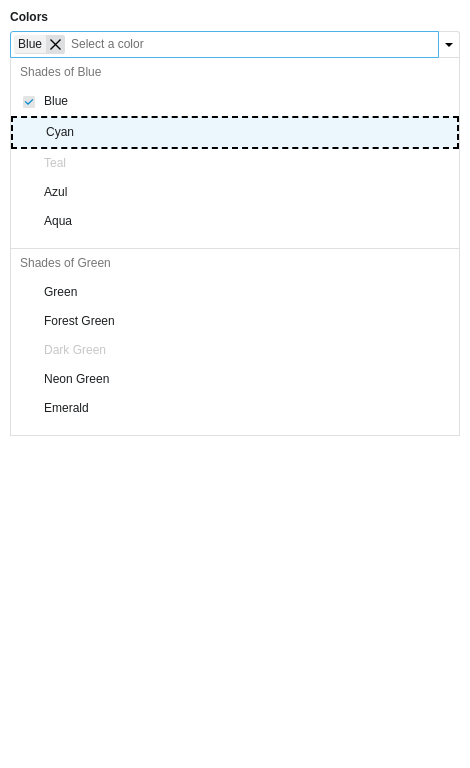 Colors
Blue Select a color
Shades of Blue
Blue
Cyan
Teal
Azul
Aqua
Shades of Green
Green
Forest Green
Dark Green
Neon Green
Emerald